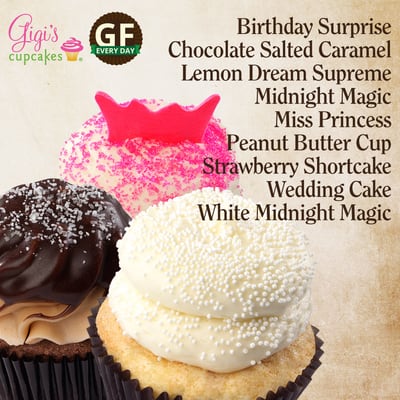 Gigi's
cupcakes®
GF
EVERY DAY
Birthday Surprise
Chocolate Salted Caramel
Lemon Dream Supreme
Midnight Magic
Miss Princess
Peanut Butter Cup
Strawberry Shortcake
Wedding Cake
White Midnight Magic